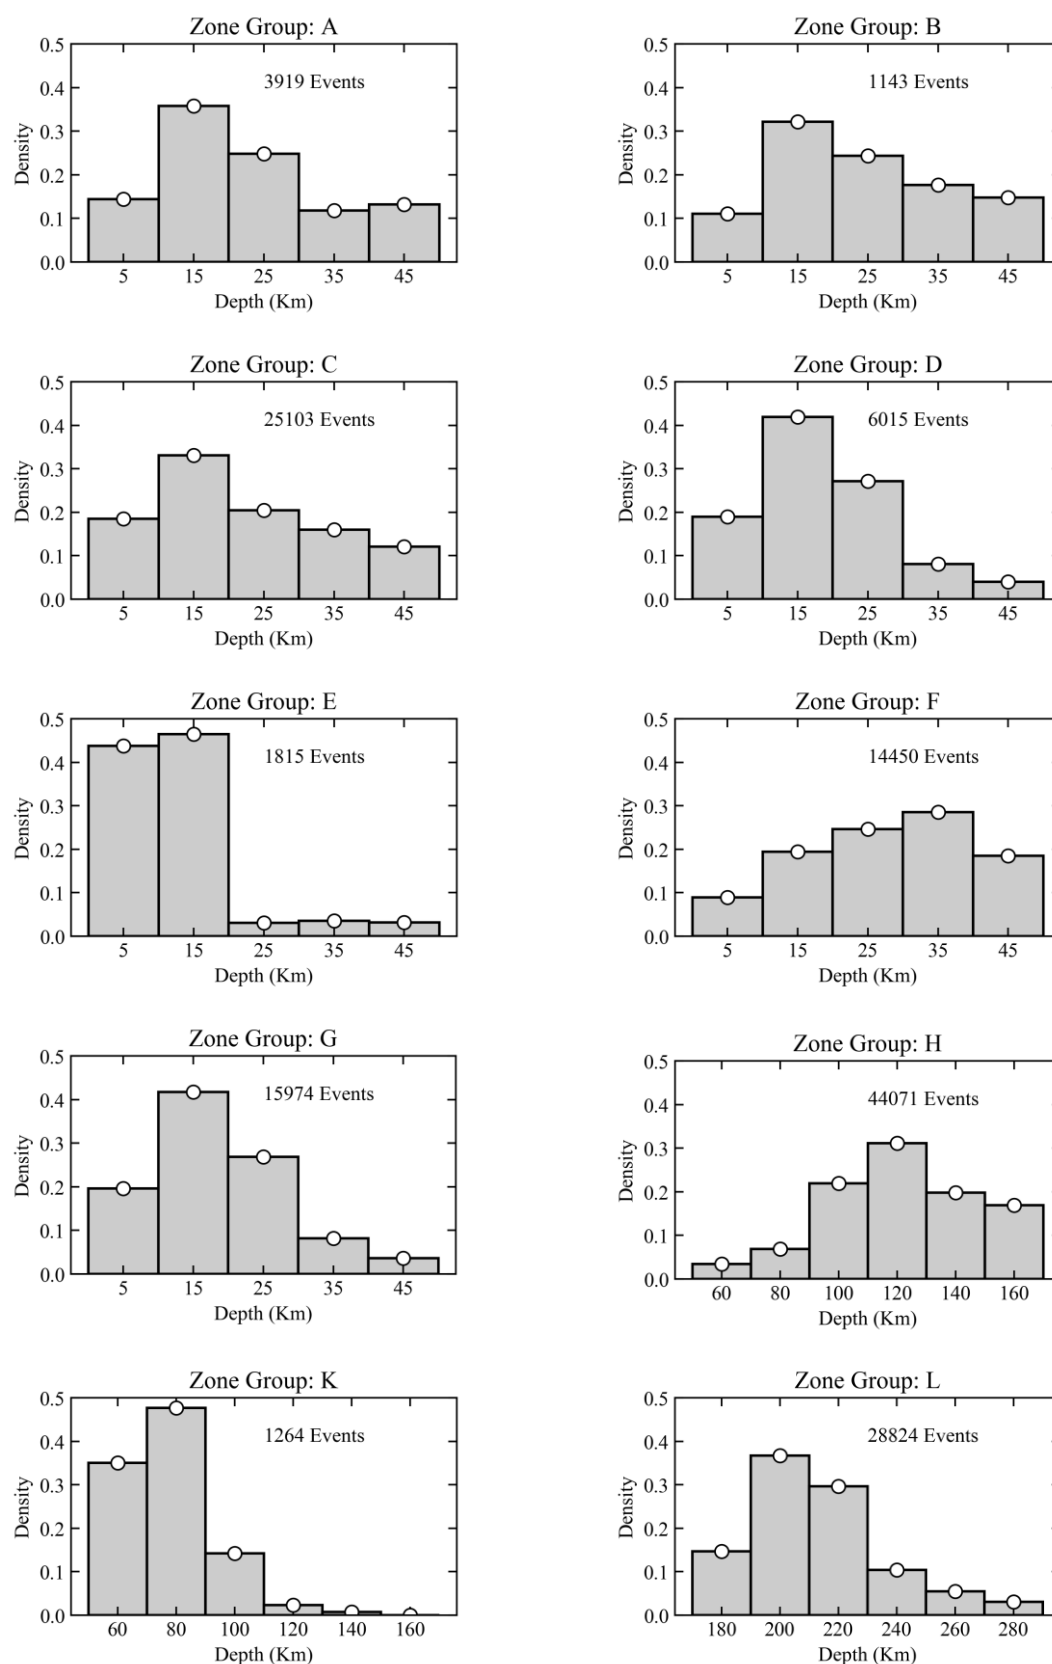 Zone Group: A
3919 Events
0.5
0.4
0.3
0.2
0.1
0.0
Density
5 15 25 35 45
Depth (Km)
Zone Group: B
1143 Events
0.5
0.4
0.3
0.2
0.1
0.0
Density
5 15 25 35 45
Depth (Km)
Zone Group: C
25103 Events
0.5
0.4
0.3
0.2
0.1
0.0
Density
5 15 25 35 45
Depth (Km)
Zone Group: D
6015 Events
0.5
0.4
0.3
0.2
0.1
0.0
Density
5 15 25 35 45
Depth (Km)
Zone Group: E
1815 Events
0.5
0.4
0.3
0.2
0.1
0.0
Density
5 15 25 35 45
Depth (Km)
Zone Group: F
14450 Events
0.5
0.4
0.3
0.2
0.1
0.0
Density
5 15 25 35 45
Depth (Km)
Zone Group: G
15974 Events
0.5
0.4
0.3
0.2
0.1
0.0
Density
5 15 25 35 45
Depth (Km)
Zone Group: H
44071 Events
0.5
0.4
0.3
0.2
0.1
0.0
Density
60 80 100 120 140 160
Depth (Km)
Zone Group: K
1264 Events
0.5
0.4
0.3
0.2
0.1
0.0
Density
60 80 100 120 140 160
Depth (Km)
Zone Group: L
28824 Events
0.5
0.4
0.3
0.2
0.1
0.0
Density
180 200 220 240 260 280
Depth (Km)